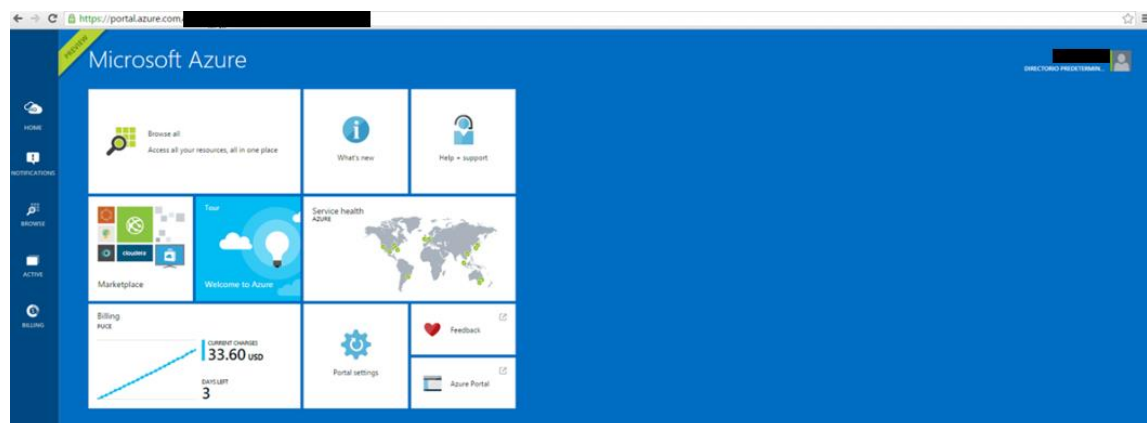 https://portal.azure.com
PREVIEW
Microsoft Azure
DIRECTORIO PREDETERMIN...
HOME
NOTIFICATIONS
BROWSE
ACTIVE
BILLING
Browse all
Access all your resources, all in one place
What's new
Help + support
cloudera
Marketplace
Tour
Welcome to Azure
Service health
AZURE
Billing
PUCE
CURRENT CHARGES
33.60 USD
DAYS LEFT
3
Portal settings
Feedback
Azure Portal